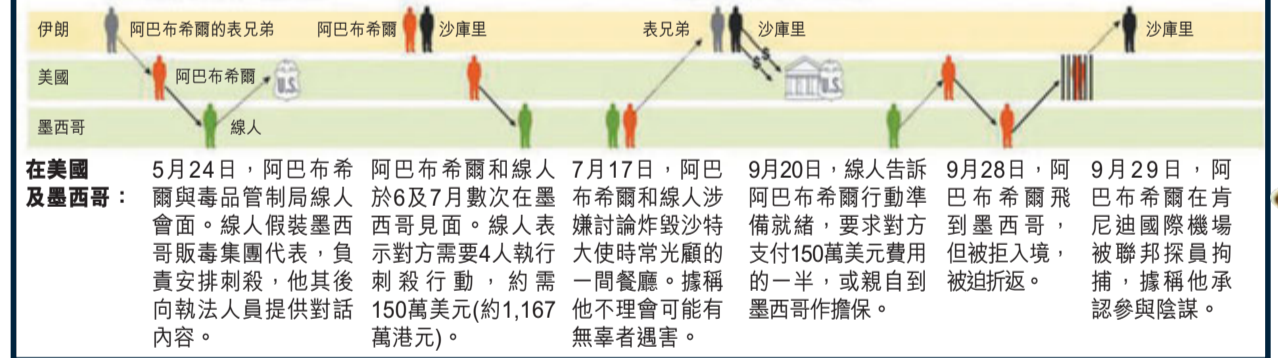 伊朗 阿巴布希爾的表兄弟 阿巴布希爾 沙庫里 表兄弟 沙庫里 沙庫里
$
$
美國 阿巴布希爾 U.S. U.S.
墨西哥 線人
在美國
及墨西哥：
5月24日，阿巴布希
爾與毒品管制局線人
會面。線人假裝墨西
哥販毒集團代表，負
責安排刺殺，他其後
向執法人員提供對話
內容。
阿巴布希爾和線人
於6及7月數次在墨
西哥見面。線人表
示對方需要4人執行
刺殺行動，約需
150萬美元(約1,167
萬港元)。
7月17日，阿巴
布希爾和線人涉
嫌討論炸毀沙特
大使時常光顧的
一間餐廳。據稱
他不理會可能有
無辜者遇害。
9月20日，線人告訴
阿巴布希爾行動準
備就緒，要求對方
支付150萬美元費用
的一半，或親自到
墨西哥作擔保。
9月28日，阿
巴布希爾飛
到墨西哥，
但被拒入境，
被迫折返。
9月29日，阿
巴布希爾在肯
尼迪國際機場
被聯邦探員拘
捕，據稱他承
認參與陰謀。